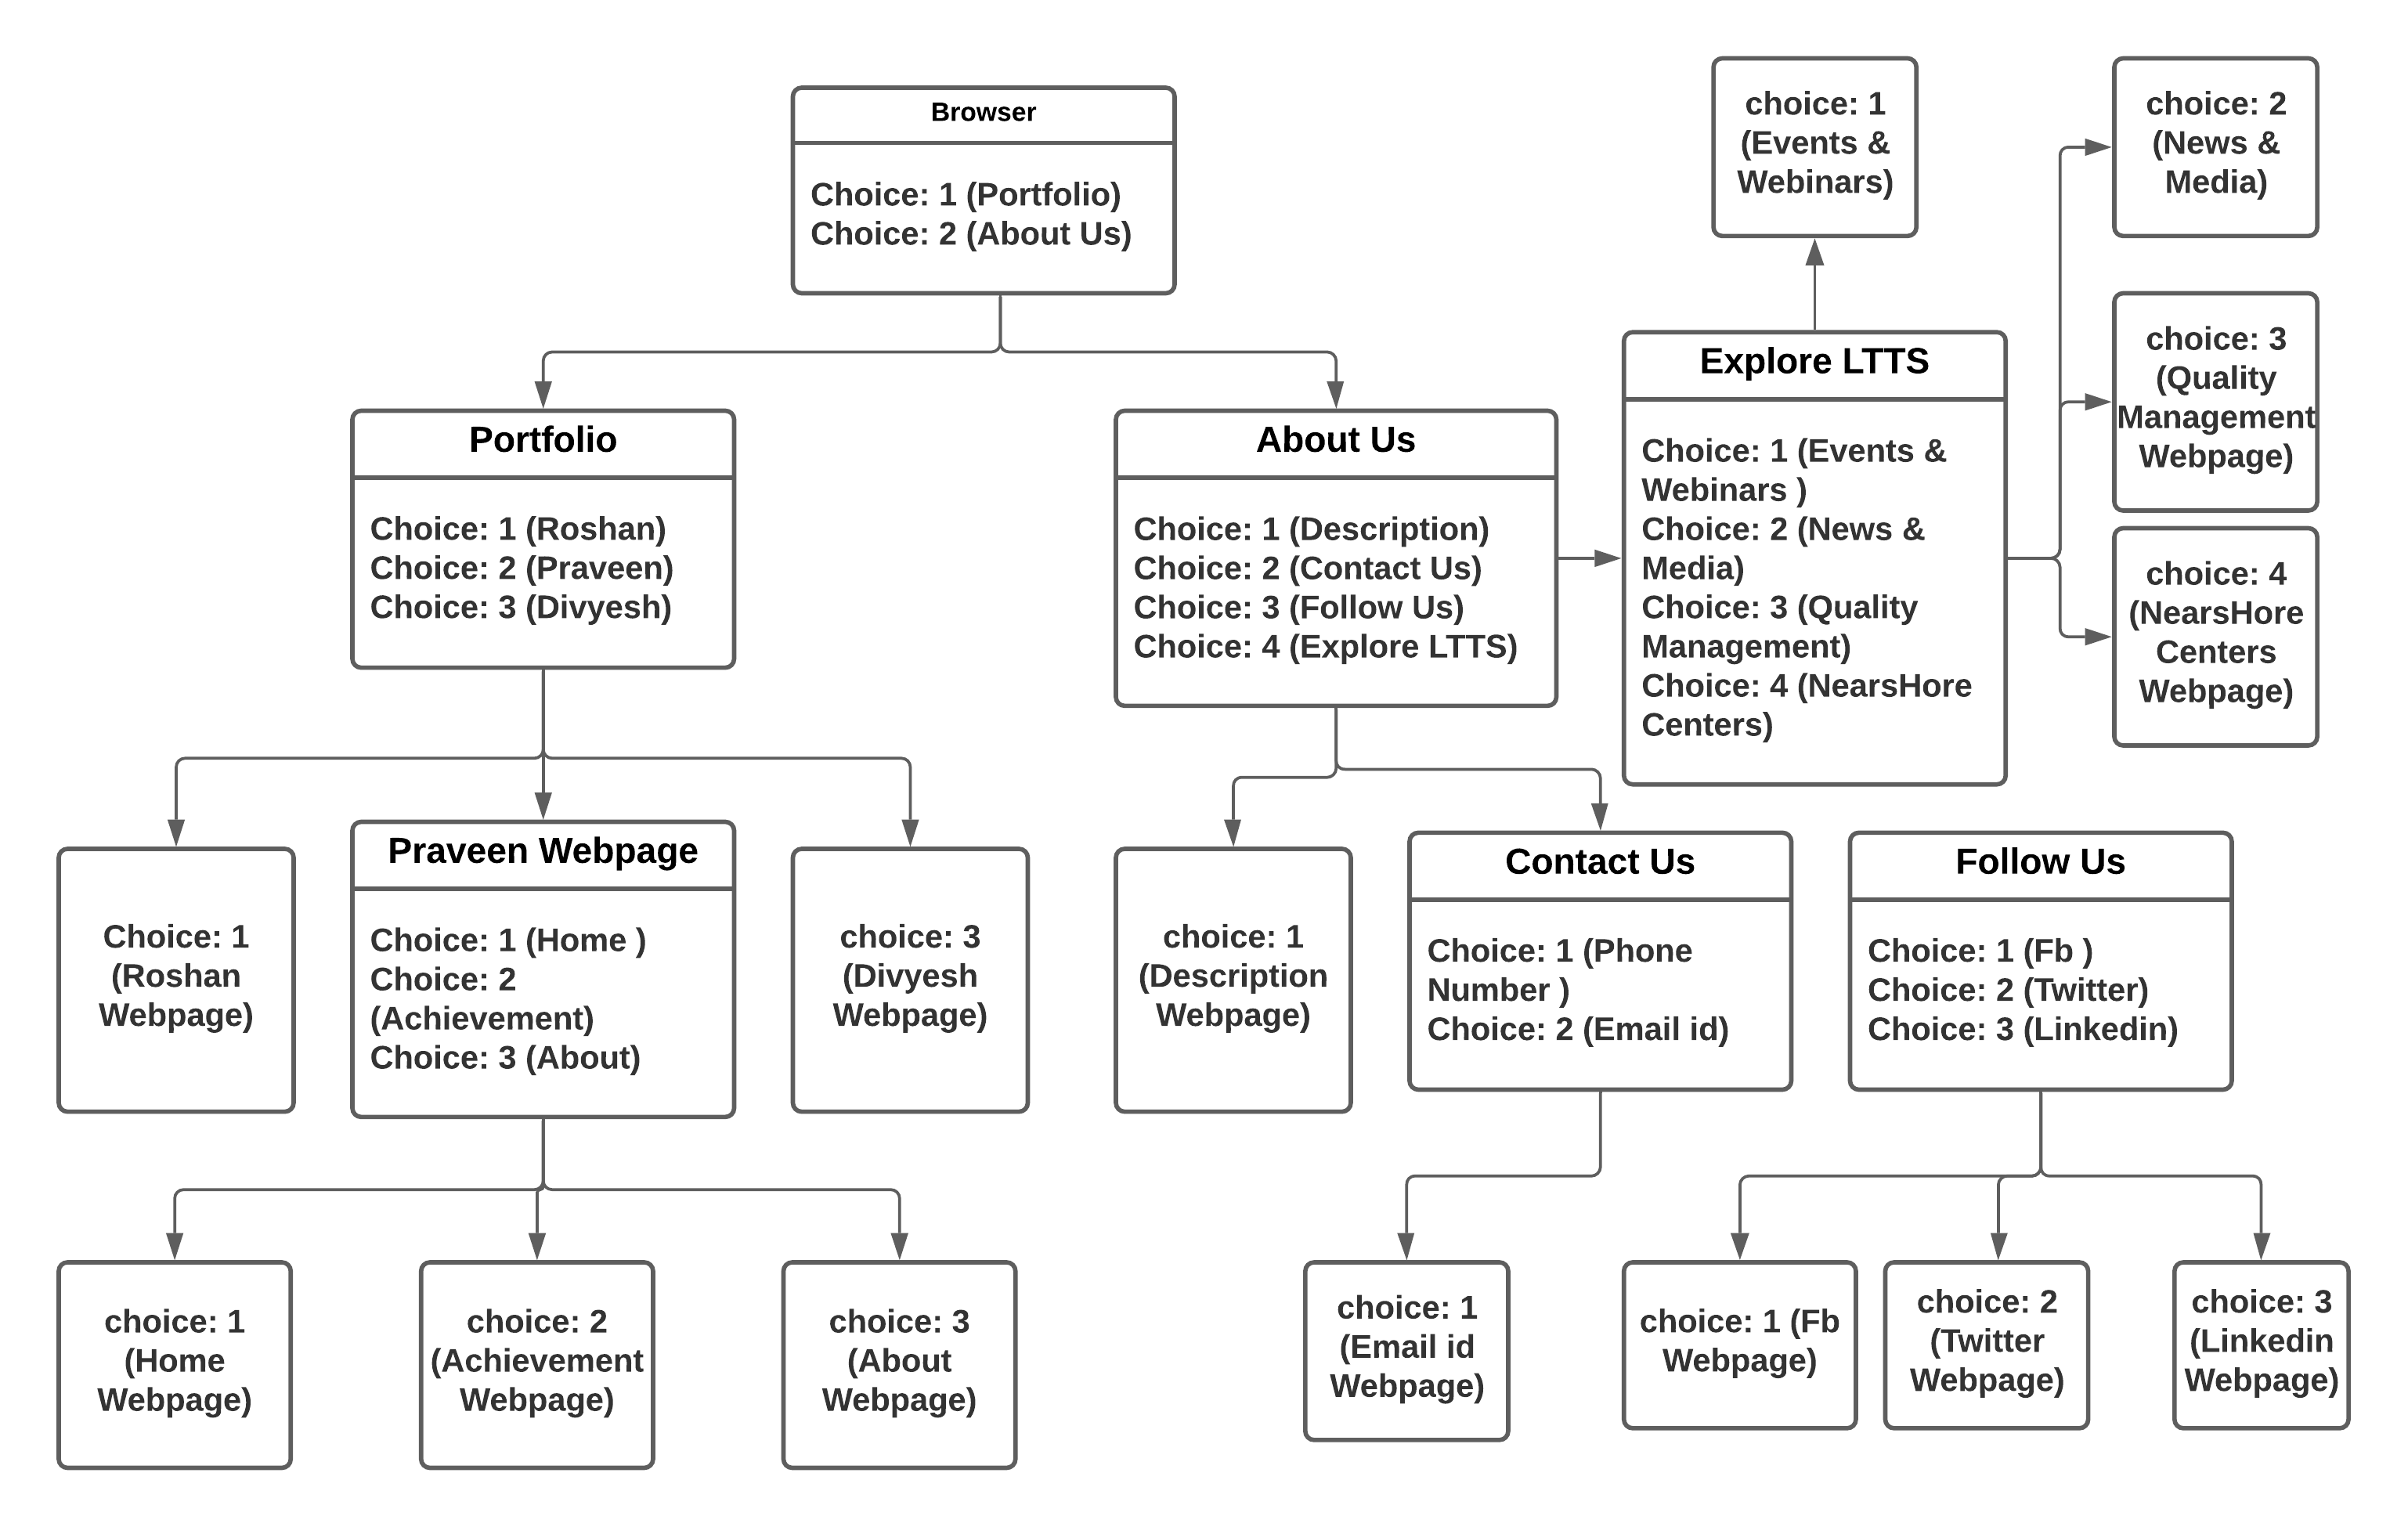 Browser
Choice: 1 (Portfolio)
Choice: 2 (About Us)
choice: 1
(Events &
Webinars)
choice: 2
(News &
Media)
choice: 3
(Quality
Management
Webpage)
choice: 4
(NearsHore
Centers
Webpage)
Explore LTTS
Choice: 1 (Events &
Webinars )
Choice: 2 (News &
Media)
Choice: 3 (Quality
Management)
Choice: 4 (NearsHore
Centers)
Portfolio
Choice: 1 (Roshan)
Choice: 2 (Praveen)
Choice: 3 (Divyesh)
About Us
Choice: 1 (Description)
Choice: 2 (Contact Us)
Choice: 3 (Follow Us)
Choice: 4 (Explore LTTS)
Choice: 1
(Roshan
Webpage)
Praveen Webpage
Choice: 1 (Home )
Choice: 2
(Achievement)
Choice: 3 (About)
choice: 3
(Divyesh
Webpage)
choice: 1
(Description
Webpage)
Contact Us
Choice: 1 (Phone
Number )
Choice: 2 (Email id)
Follow Us
Choice: 1 (Fb )
Choice: 2 (Twitter)
Choice: 3 (Linkedin)
choice: 1
(Home
Webpage)
choice: 2
(Achievement
Webpage)
choice: 3
(About
Webpage)
choice: 1
(Email id
Webpage)
choice: 1 (Fb
Webpage)
choice: 2
(Twitter
Webpage)
choice: 3
(Linkedin
Webpage)